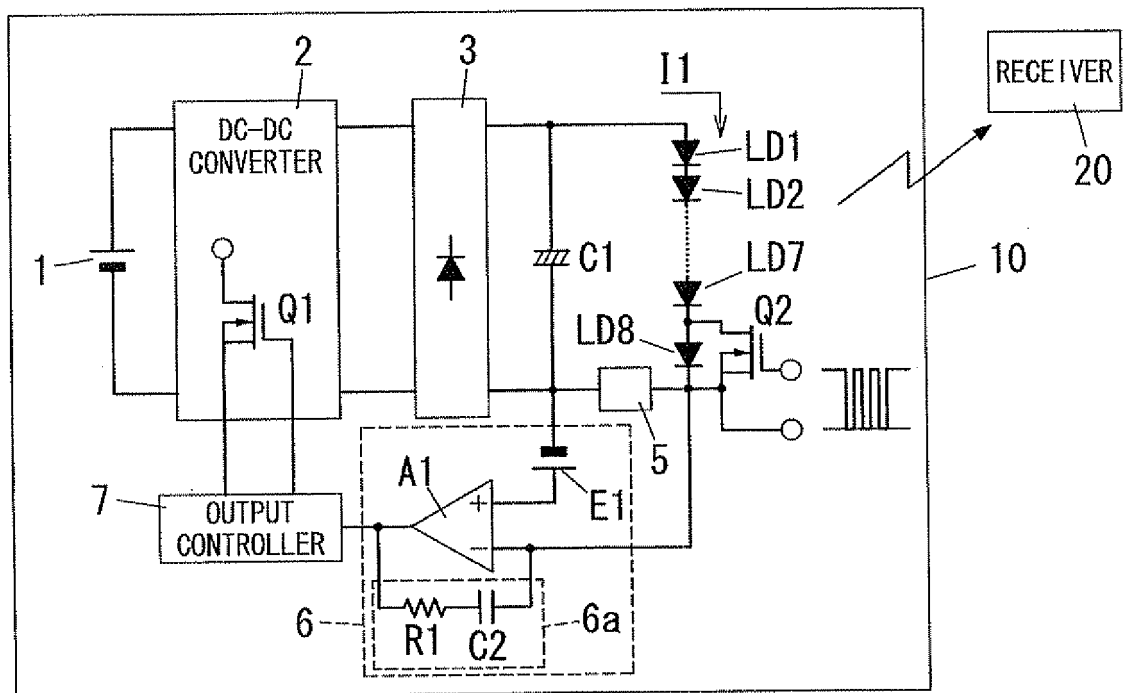 2
3
I1
RECEIVER
20
DC-DC
CONVERTER
LD1
LD2
1
C1
LD7
10
Q1
Q2
LD8
5
A1
+
E1
7
OUTPUT
CONTROLLER
−
6
R1
C2
6a